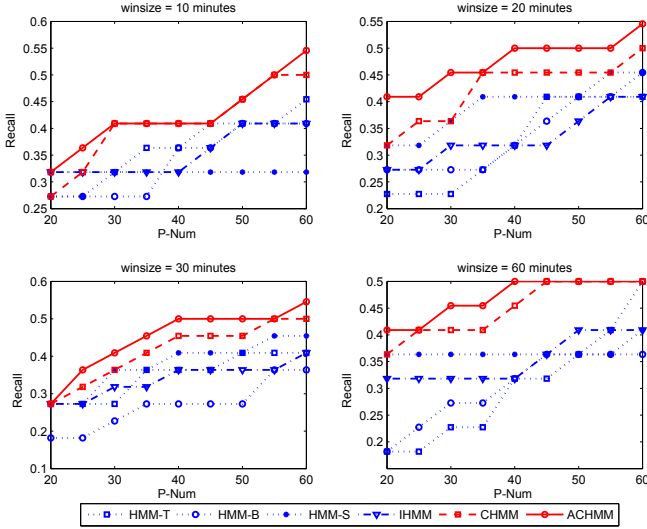 winsize = 10 minutes
0.6
0.55
0.5
0.45
0.4
0.35
0.3
0.25
Recall
20 30 40 50 60
P-Num
winsize = 20 minutes
0.55
0.5
0.45
0.4
0.35
0.3
0.25
0.2
Recall
20 30 40 50 60
P-Num
winsize = 30 minutes
0.6
0.5
0.4
0.3
0.2
0.1
Recall
20 30 40 50 60
P-Num
winsize = 60 minutes
0.5
0.45
0.4
0.35
0.3
0.25
0.2
Recall
20 30 40 50 60
P-Num
HMM-T HMM-B HMM-S IHMM CHMM ACHMM